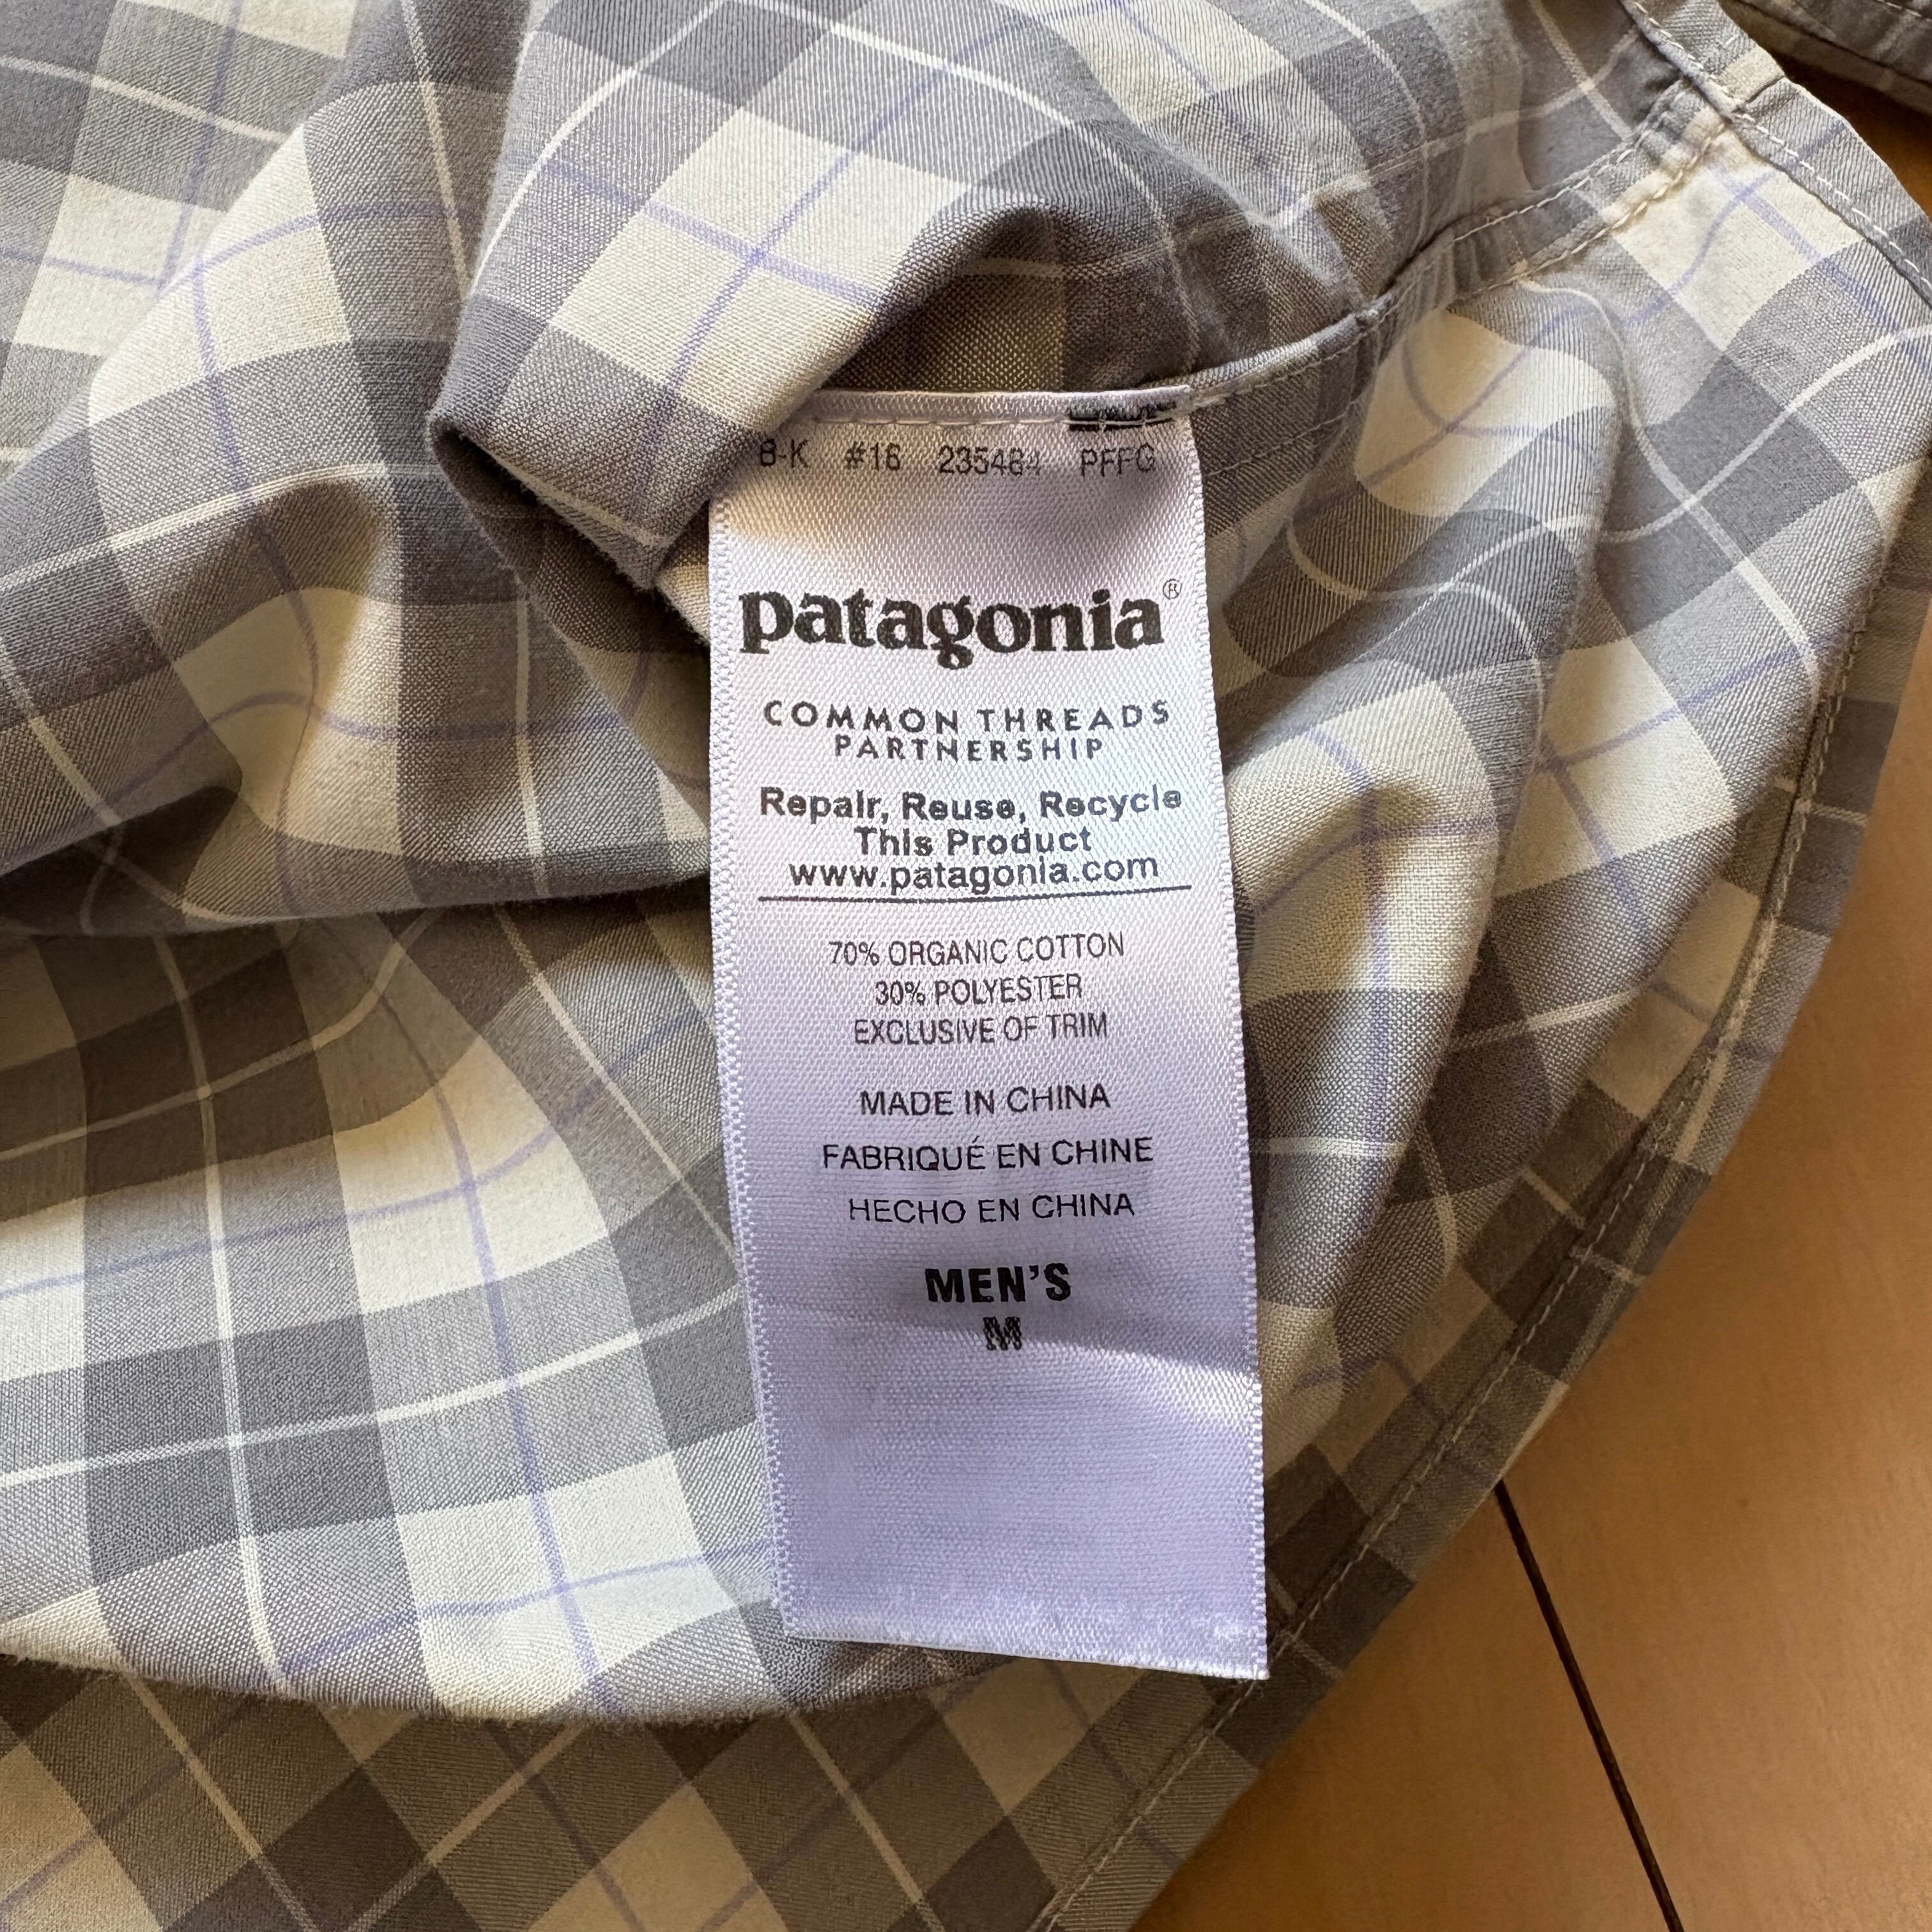 8-K #16 235484 PFFG
patagonia®
COMMON THREADS
PARTNERSHIP
Repair, Reuse, Recycle
This Product
www.patagonia.com
70% ORGANIC COTTON
30% POLYESTER
EXCLUSIVE OF TRIM
MADE IN CHINA
FABRIQUÉ EN CHINE
HECHO EN CHINA
MEN'S
M